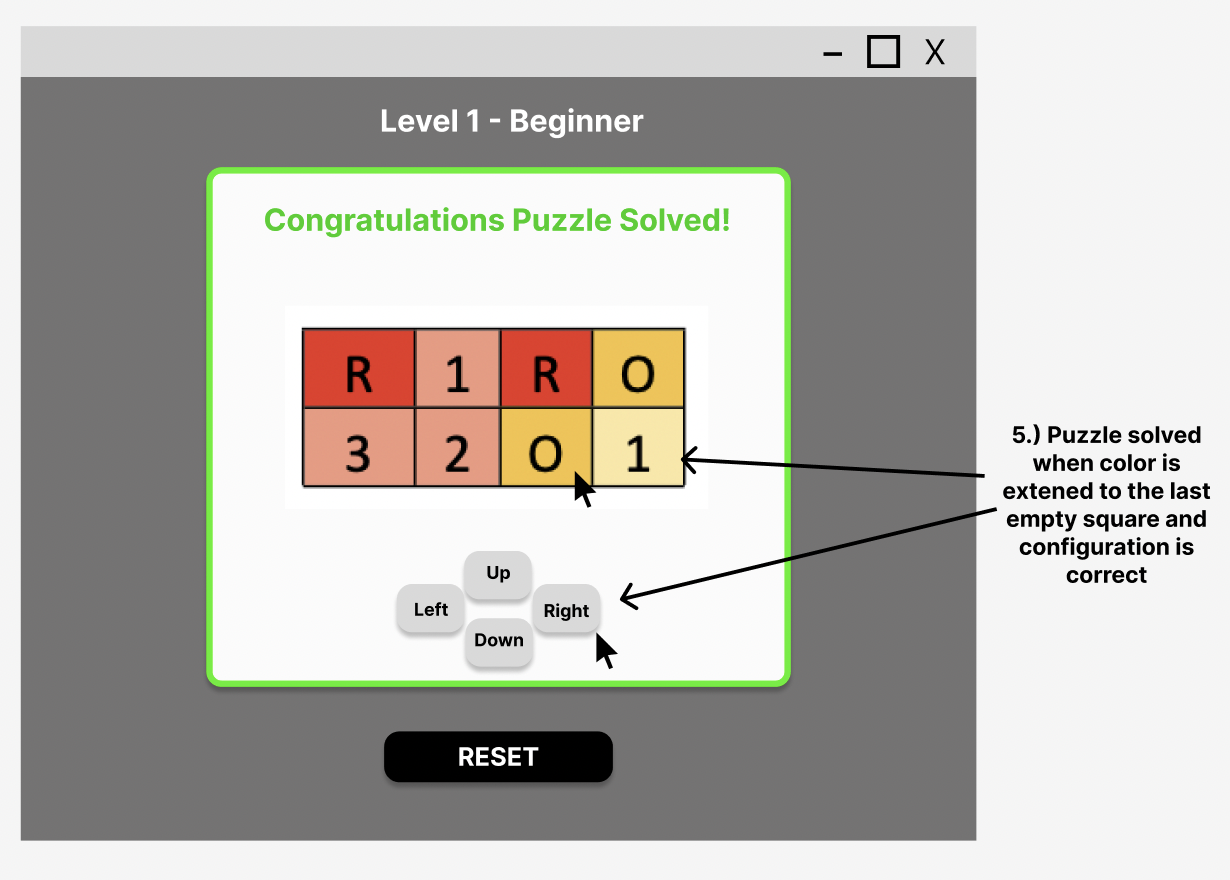 – X
Level 1 - Beginner
Congratulations Puzzle Solved!
R 1 R O
3 2 O 1
5.) Puzzle solved
when color is
extened to the last
empty square and
configuration is
correct
Up
Left Right
Down
RESET